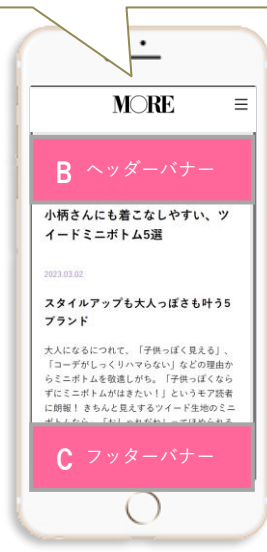 MORE
B ヘッダーバナー
小柄さんにも着こなしやすい、ツ
イードミニボトム5選
2023.03.02
スタイルアップも大人っぽさも叶う5
ブランド
大人になるにつれて、「子供っぽく見える」、
「コーデがしっくりハマらない」などの理由か
らミニボトムを敬遠しがち。「子供っぽくなら
ずにミニボトムがはきたい！」というモア読者
に朗報！ きちんと見えするツイード生地のミニ
C フッターバナー